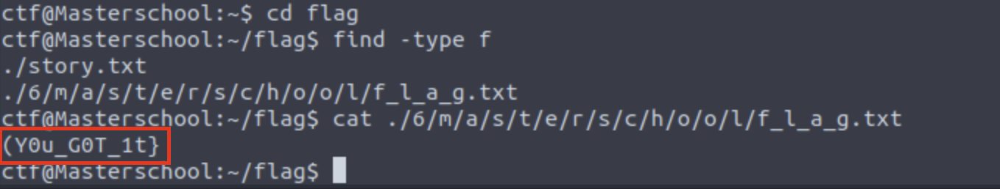 ctf@Masterschool:~$ cd flag
ctf@Masterschool:~/flag$ find -type f
./story.txt
./6/m/a/s/t/e/r/s/c/h/o/o/l/f_l_a_g.txt
ctf@Masterschool:~/flag$ cat ./6/m/a/s/t/e/r/s/c/h/o/o/l/f_l_a_g.txt
(Y0u_G0T_1t}
ctf@Masterschool:~/flag$